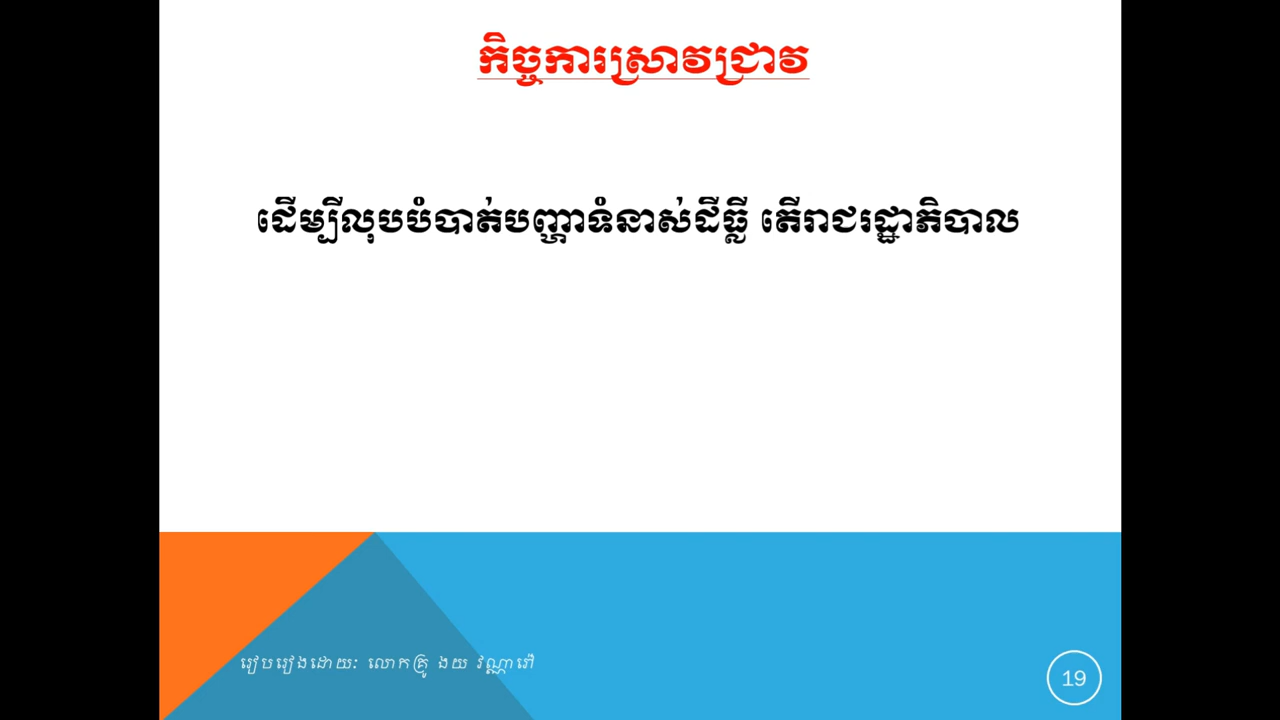 កិច្ចការស្រាវជ្រាវ
ដើម្បីលុបបំបាត់បញ្ហាទំនាស់ដីធ្លី តើរាជរដ្ឋាភិបាល
រៀបរៀងដោយ: លោកគ្រូ ងយ វណ្ណារៅ
19